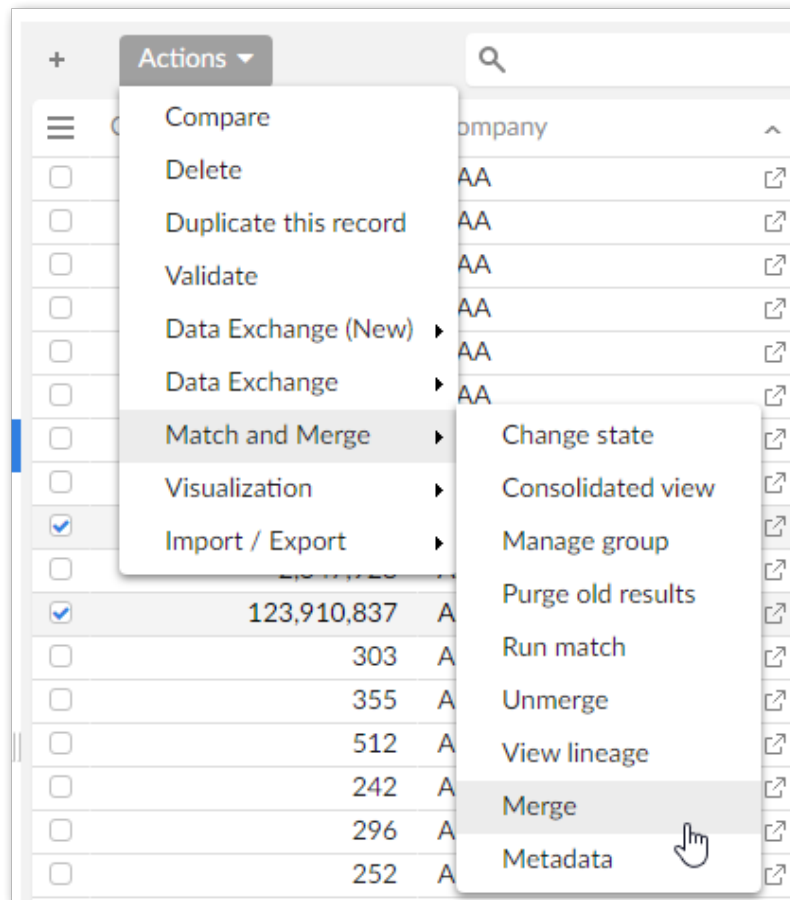 + Actions
C ompany
Compare
AA
Delete
AA
Duplicate this record
AA
Validate
AA
Data Exchange (New)
AA
Data Exchange
AA
Match and Merge
Change state
Visualization
Consolidated view
Import / Export
Manage group
Purge old results
123,910,837 A
Run match
303 A
355 A
Unmerge
512 A
View lineage
242 A
Merge
296 A
Metadata
252 A